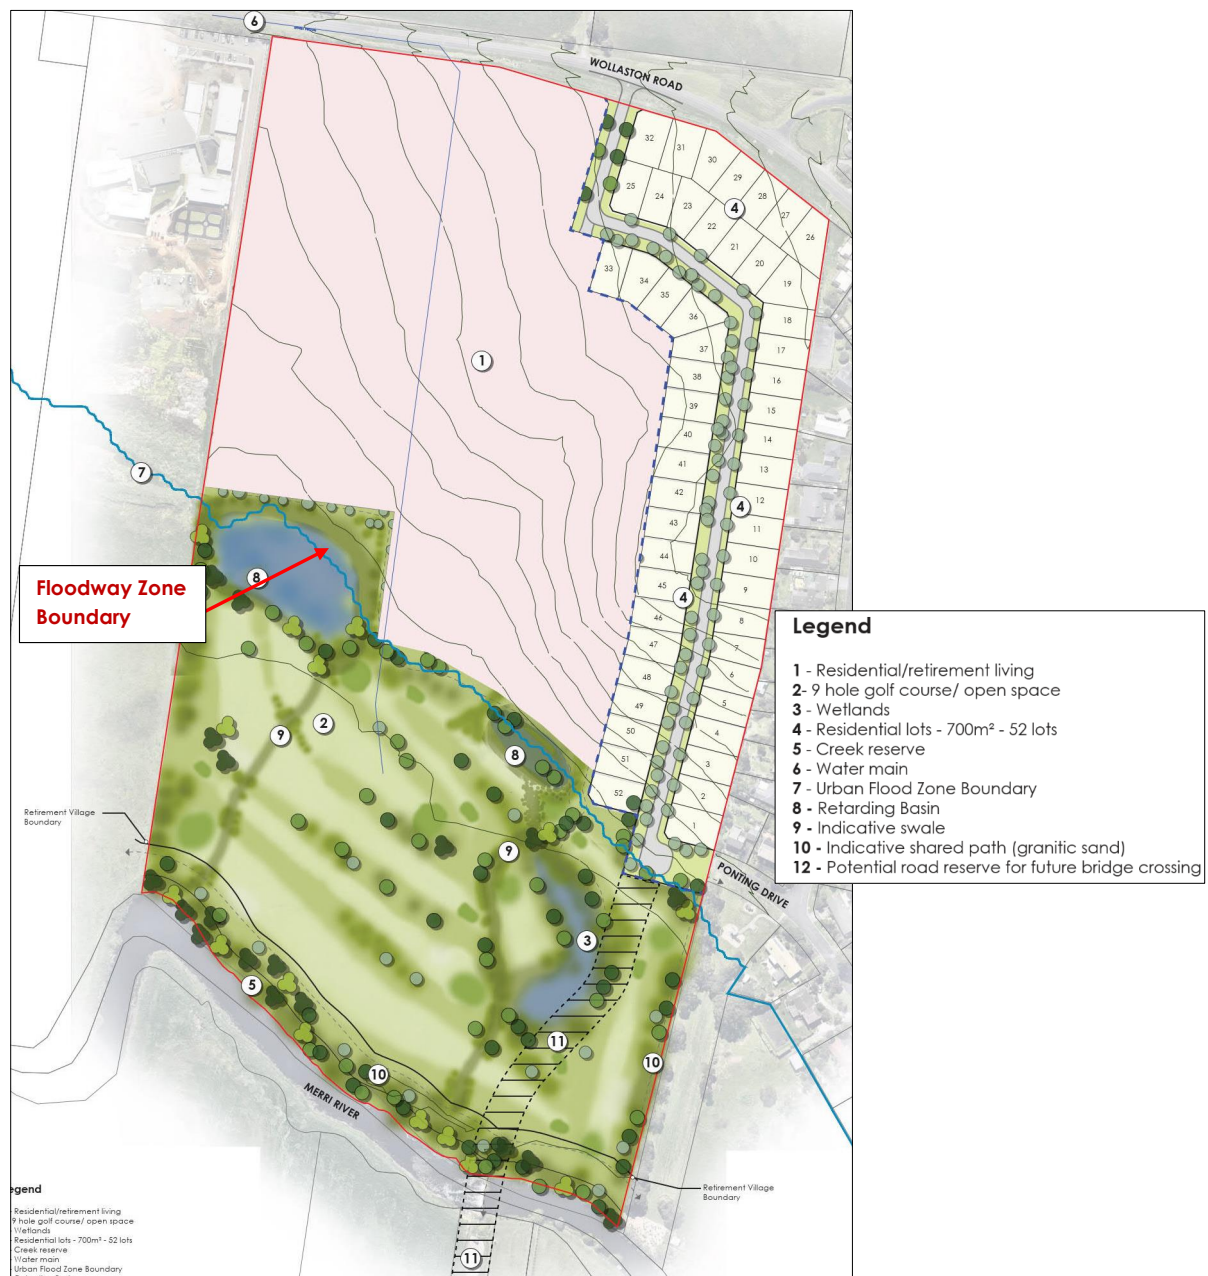 6
WOLLASTON ROAD
32
31
30
29
28
27
26
25
24
23
22
21
20
19
4
33
34
35
36
18
17
16
15
14
13
12
11
10
9
8
7
6
5
4
3
2
1
37
38
39
40
41
42
43
44
45
46
47
48
49
50
51
52
4
4
1
7
8
Floodway Zone
Boundary
2
9
8
9
3
5
10
11
10
11
Retirement Village
Boundary
PONTING DRIVE
MERRI RIVER
Retirement Village
Boundary
Legend
1 - Residential/retirement living
2- 9 hole golf course/ open space
3 - Wetlands
4 - Residential lots - 700m² - 52 lots
5 - Creek reserve
6 - Water main
7 - Urban Flood Zone Boundary
8 - Retarding Basin
9 - Indicative swale
10 - Indicative shared path (granitic sand)
12 - Potential road reserve for future bridge crossing
egend
- Residential/retirement living
9 hole golf course/ open space
- Wetlands
- Residential lots - 700m² - 52 lots
- Creek reserve
- Water main
- Urban Flood Zone Boundary